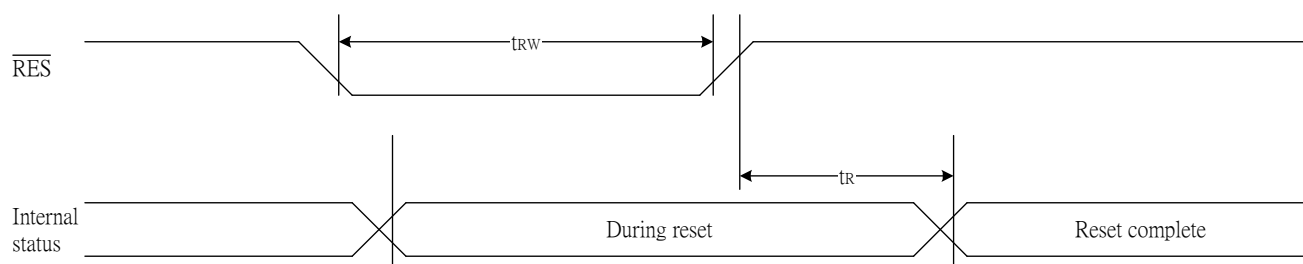 tRW
RES
tR
Internal
status
During reset
Reset complete